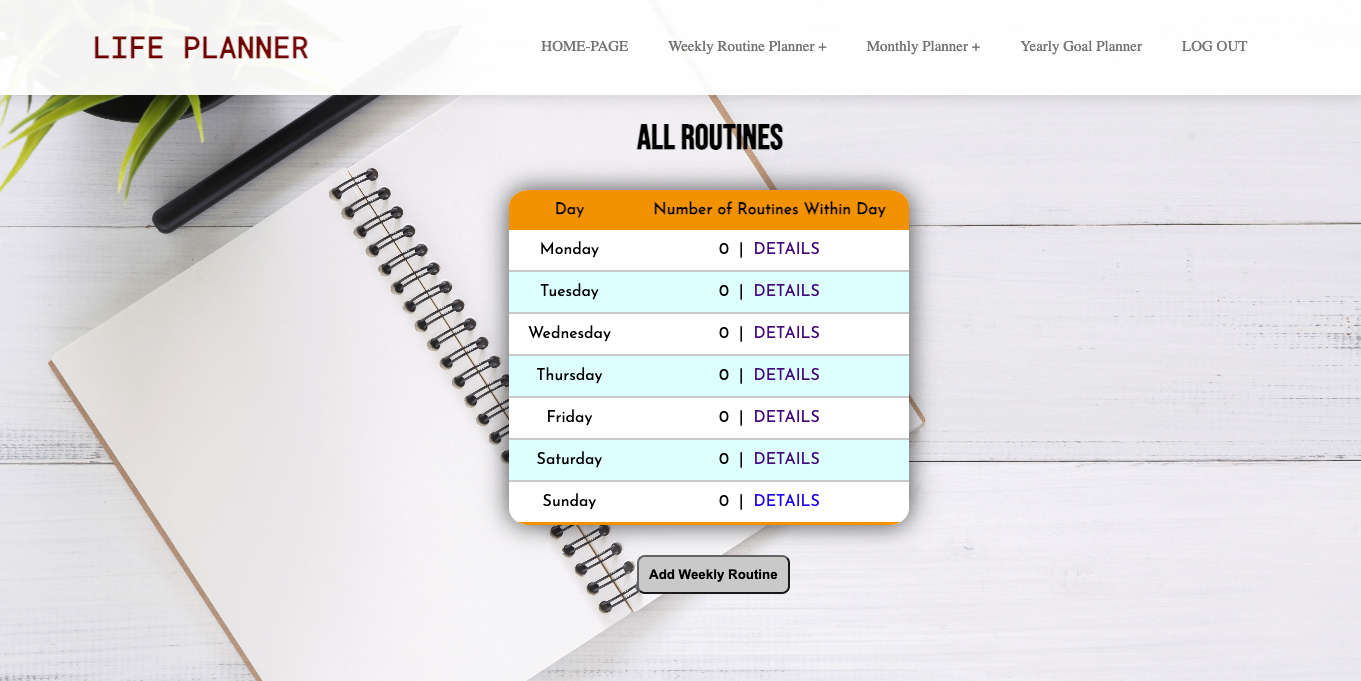 LIFE PLANNER
HOME-PAGE Weekly Routine Planner + Monthly Planner + Yearly Goal Planner LOG OUT
ALL ROUTINES
Day Number of Routines Within Day
Monday 0 | DETAILS
Tuesday 0 | DETAILS
Wednesday 0 | DETAILS
Thursday 0 | DETAILS
Friday 0 | DETAILS
Saturday 0 | DETAILS
Sunday 0 | DETAILS
Add Weekly Routine